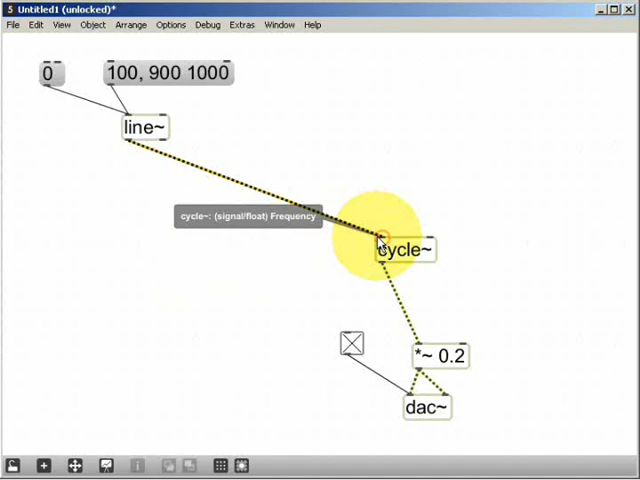 Untitled1 (unlocked)*
File Edit View Object Arrange Options Debug Extras Window Help
0
100, 900 1000
line~
cycle~: (signal/float) Frequency
cycle~
*~ 0.2
dac~